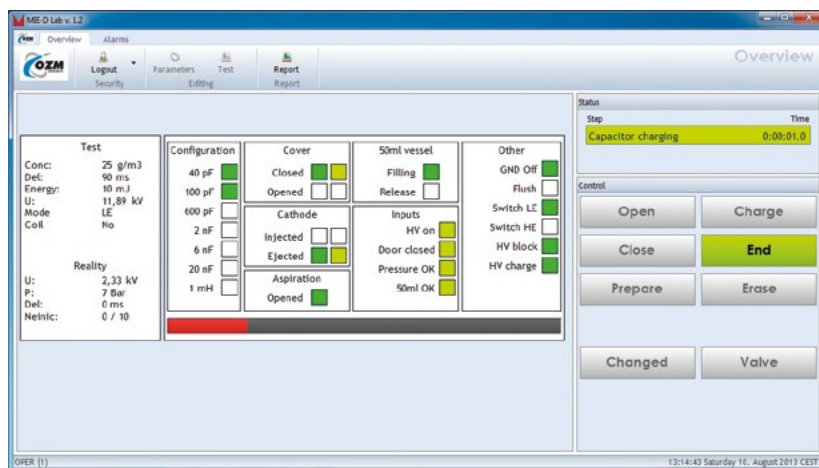 MIE-D Lab v. 1.2
OZM Overview Alarms
OZM
Logout
Security
Parameters Test
Editing
Report
Report
Overview
Test
Conc: 25 g/m3
Del: 90 ms
Energy: 10 mJ
U: 11,89 kV
Mode LE
Coil No
Reality
U: 2,33 kV
P: 7 Bar
Del: 0 ms
Neinic: 0 / 10
Configuration
40 pF
100 pF
600 pF
2 nF
6 nF
20 nF
1 mH
Cover
Closed
Opened
Cathode
Injected
Ejected
Aspiration
Opened
50ml vessel
Filling
Release
Inputs
HV on
Door closed
Pressure OK
50ml OK
Other
GND Off
Flush
Switch LE
Switch HE
HV block
HV charge
Status
Step Time
Capacitor charging 0:00:01.0
Control
Open Charge
Close End
Prepare Erase
Changed Valve
OPER (1)
13:14:43 Saturday 10. August 2013 CEST